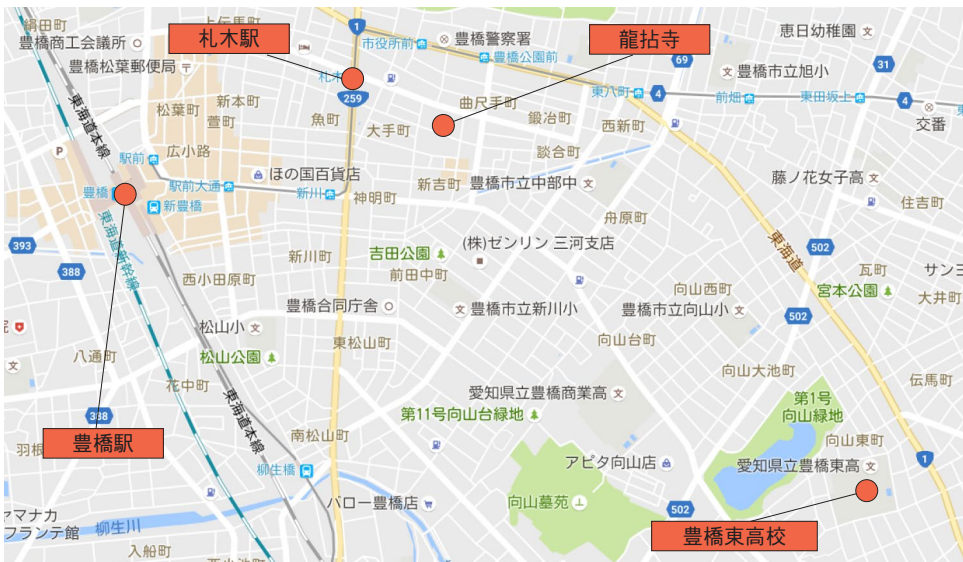 絹田町
上伝馬町
豊橋商工会議所
札木駅
1
市役所前
豊橋警察署
龍拈寺
恵日幼稚園
豊橋松葉郵便局
札木
豊橋公園前
69
豊橋市立旭小
31
259
東八町
4
前畑
東田坂上
4
交番
東海道本線
松葉町
新本町
萱町
魚町
大手町
曲尺手町
鍛冶町
西新町
談合町
P
駅前
広小路
ほの国百貨店
豊橋
駅前大通
新川
神明町
新吉町
豊橋市立中部中
藤ノ花女子高
新豊橋
舟原町
住吉町
393
東海道新幹線
388
新川町
吉田公園
(株)ゼンリン 三河支店
東海道
502
西小田原町
前田中町
瓦町
サンヨ
向山西町
宮本公園
大井町
豊橋合同庁舎
豊橋市立新川小
豊橋市立向山小
502
院
松山小
東松山町
向山台町
八通町
松山公園
向山大池町
伝馬町
花中町
愛知県立豊橋商業高
第1号
向山緑地
388
東海道本線
第11号向山台緑地
豊橋駅
羽根
南松山町
向山東町
柳生橋
アピタ向山店
愛知県立豊橋東高
1
バロー豊橋店
向山墓苑
502
豊橋東高校
ヤマナカ
フランテ館
柳生川
入船町
西小池町